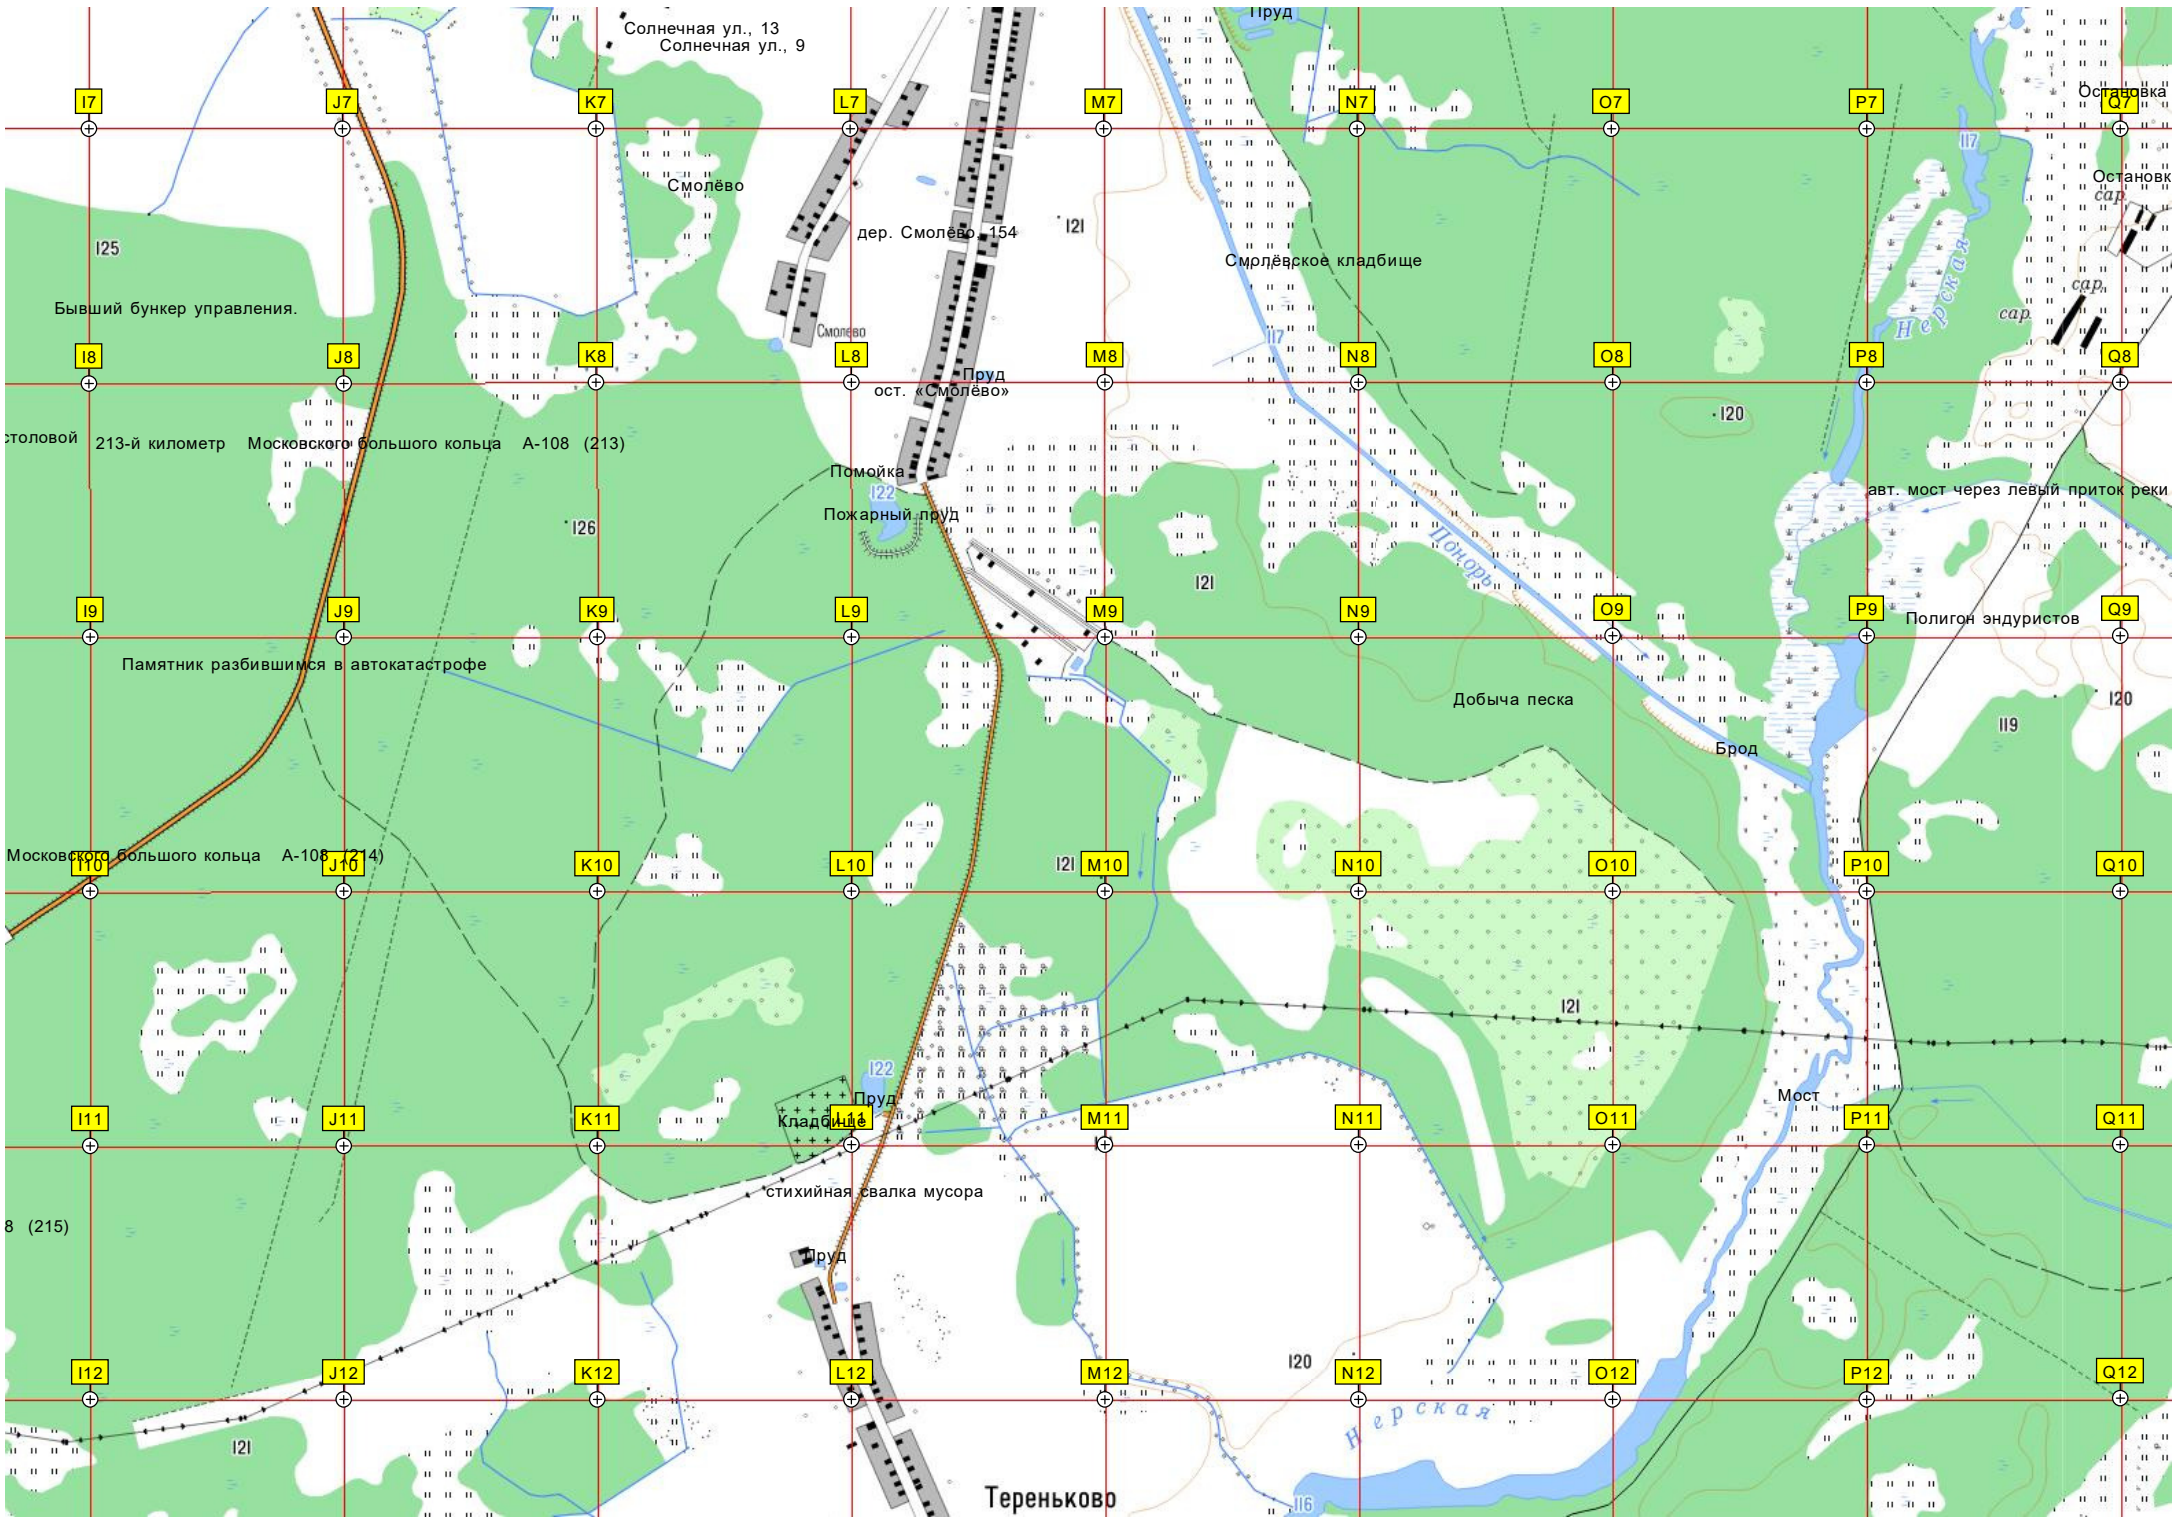 Пруд
Солнечная ул., 13
Солнечная ул., 9
Остановка
I7
J7
K7
L7
M7
N7
O7
P7
Q7
117
Остановк
сар.
Смолёво
121
дер. Смолёво, 154
125
Смолёвское кладбище
Нерская
сар.
сар.
Бывший бункер управления.
Смолево
117
I8
J8
K8
L8
M8
N8
O8
P8
Q8
Пруд
ост. «Смолёво»
120
столовой
213-й километр Московского большого кольца А-108 (213)
Помойка
122
авт. мост через левый приток реки
Пожарный пруд
126
Понорь
121
I9
J9
K9
L9
M9
N9
O9
P9
Q9
Полигон эндуристов
Памятник разбившимся в автокатастрофе
Добыча песка
120
119
Брод
Московского большого кольца А-108 (214)
I10
J10
K10
L10
121
M10
N10
O10
P10
Q10
121
122
Пруд
Мост
I11
J11
K11
Кладбище
L11
M11
N11
O11
P11
Q11
стихийная свалка мусора
8 (215)
Пруд
120
I12
J12
K12
L12
M12
N12
O12
P12
Q12
Нерская
121
Тереньково
116